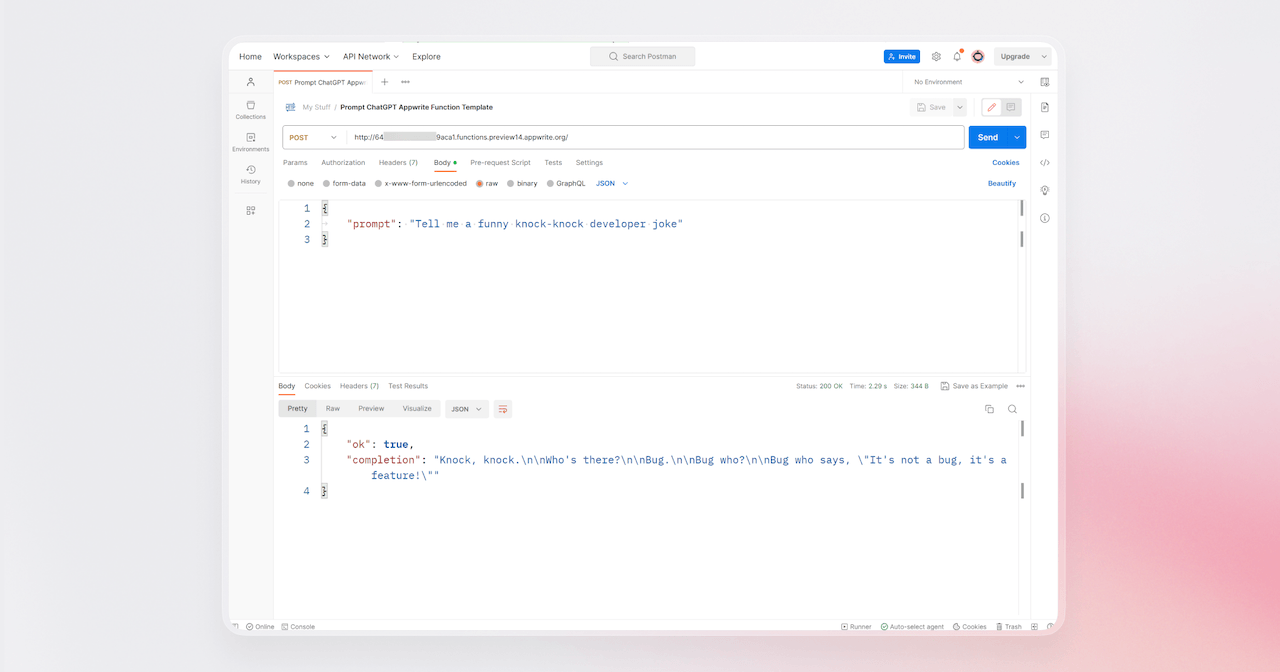 Home Workspaces API Network Explore Search Postman Invite Upgrade
POST Prompt ChatGPT Appwr No Environment
My Stuff / Prompt ChatGPT Appwrite Function Template Save
Collections
Environments
History
POST http://64 9aca1.functions.preview14.appwrite.org/ Send
Params Authorization Headers (7) Body Pre-request Script Tests Settings Cookies
none form-data x-www-form-urlencoded raw binary GraphQL JSON Beautify
1 {
2 "prompt": "Tell me a funny knock-knock developer joke"
3 }
Body Cookies Headers (7) Test Results Status: 200 OK Time: 2.29 s Size: 344 B Save as Example
Pretty Raw Preview Visualize JSON
1 {
2 "ok": true,
3 "completion": "Knock, knock.\n\nWho's there?\n\nBug.\n\nBug who?\n\nBug who says, \"It's not a bug, it's a
feature!\""
4 }
Online Console Runner Auto-select agent Cookies Trash